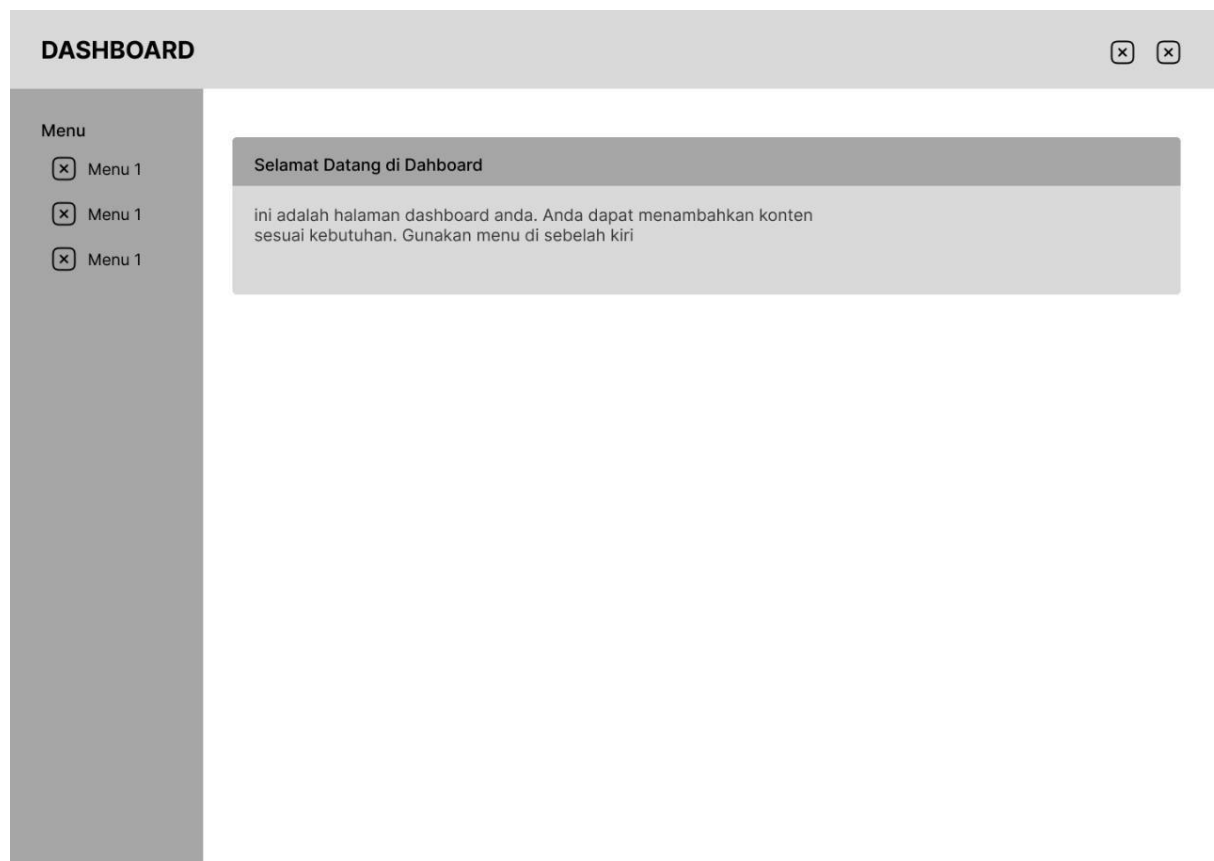 DASHBOARD
Menu
Menu 1
Menu 1
Menu 1
Selamat Datang di Dahboard
ini adalah halaman dashboard anda. Anda dapat menambahkan konten
sesuai kebutuhan. Gunakan menu di sebelah kiri